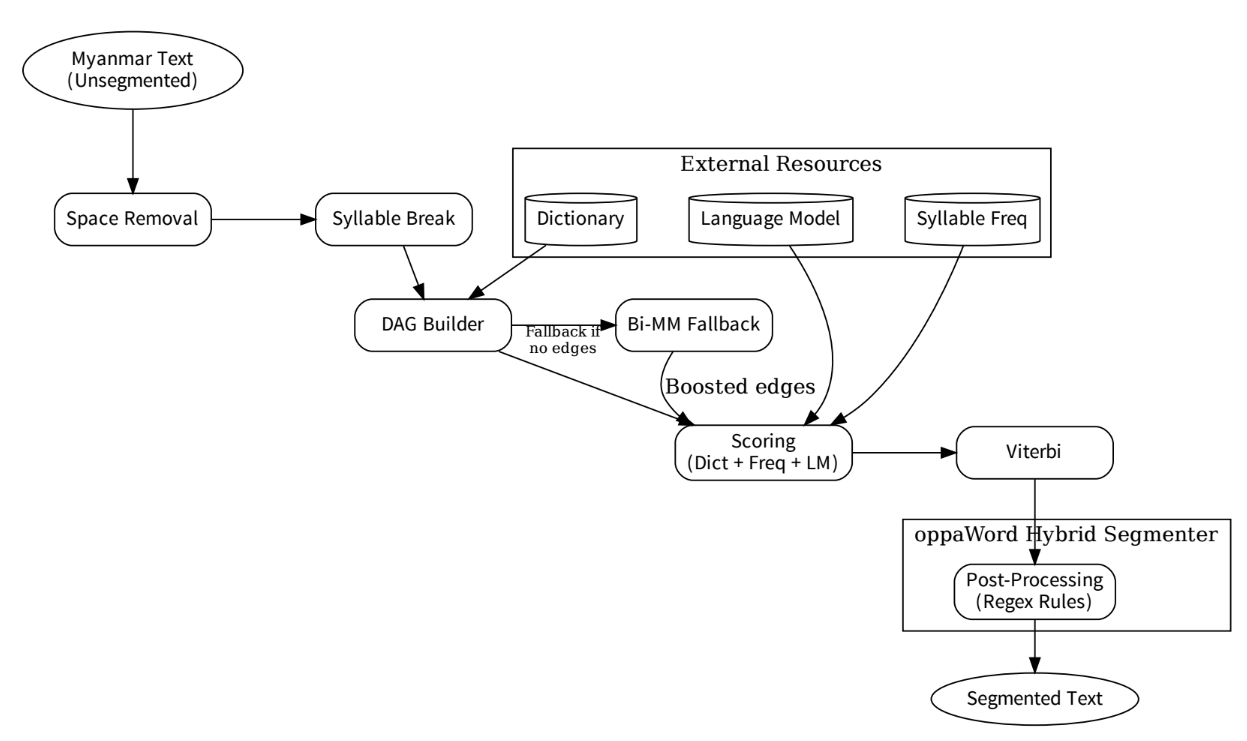 Myanmar Text
(Unsegmented)
External Resources
Space Removal
Syllable Break
Dictionary
Language Model
Syllable Freq
DAG Builder
Fallback if
no edges
Bi-MM Fallback
Boosted edges
Scoring
(Dict + Freq + LM)
Viterbi
oppaWord Hybrid Segmenter
Post-Processing
(Regex Rules)
Segmented Text